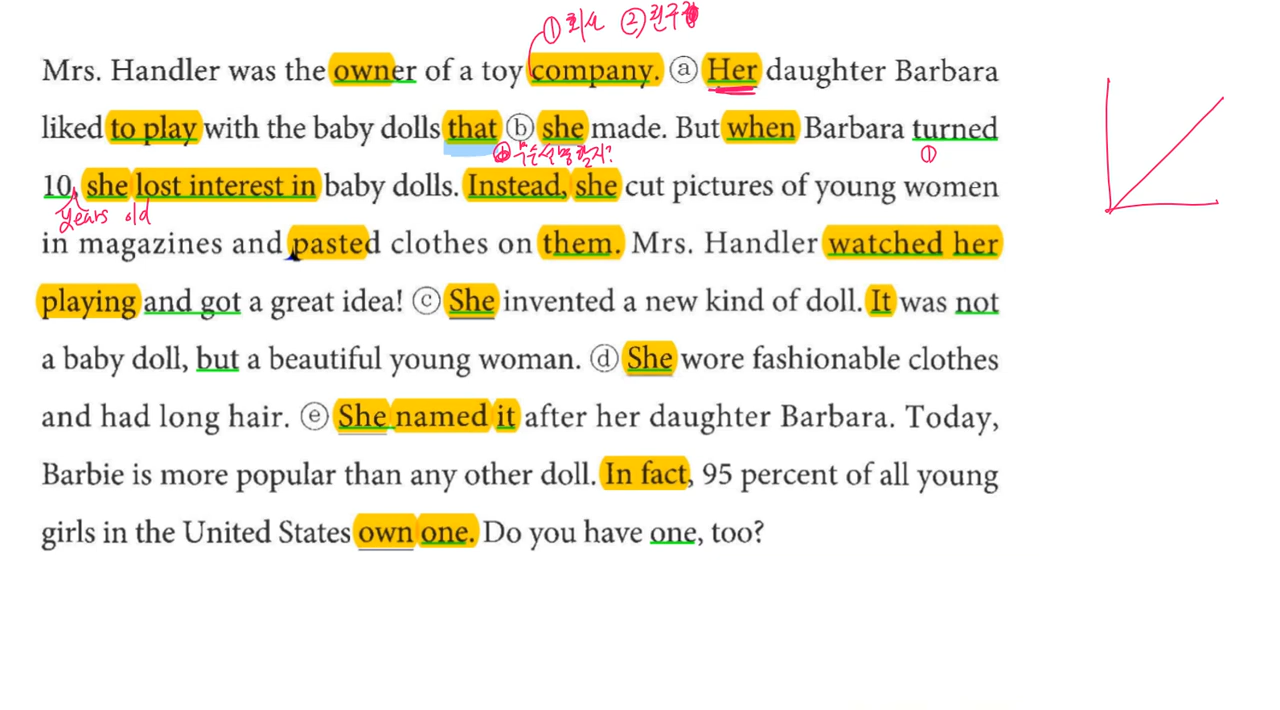 ①회사 ②친구
Mrs. Handler was the owner of a toy company. ⓐ Her daughter Barbara
liked to play with the baby dolls that ⓑ she made. But when Barbara turned
①
10, she lost interest in baby dolls. Instead, she cut pictures of young women
years old
in magazines and pasted clothes on them. Mrs. Handler watched her
playing and got a great idea! ⓒ She invented a new kind of doll. It was not
a baby doll, but a beautiful young woman. ⓓ She wore fashionable clothes
and had long hair. ⓔ She named it after her daughter Barbara. Today,
Barbie is more popular than any other doll. In fact, 95 percent of all young
girls in the United States own one. Do you have one, too?